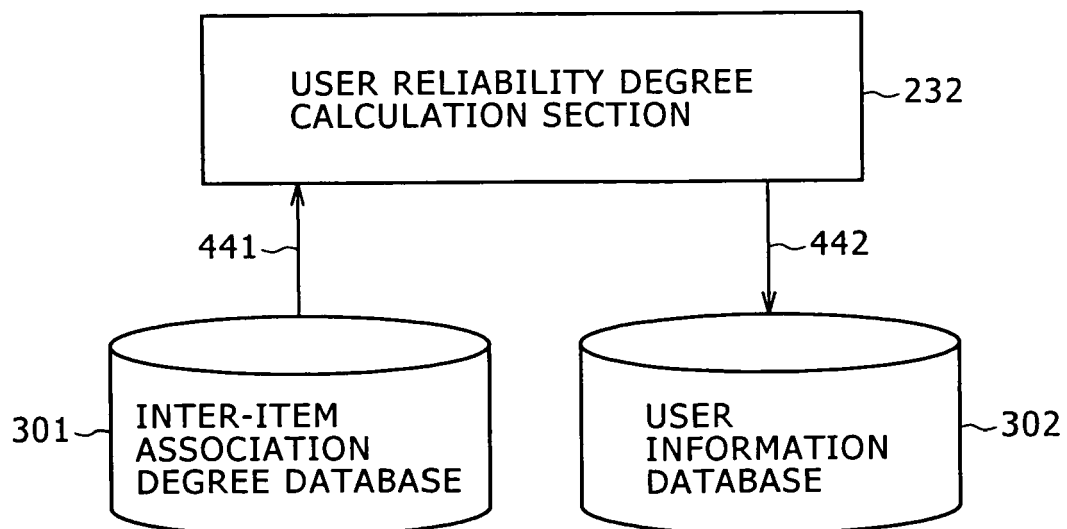 USER RELIABILITY DEGREE
CALCULATION SECTION
232
441
442
301
INTER-ITEM
ASSOCIATION
DEGREE DATABASE
USER
INFORMATION
DATABASE
302